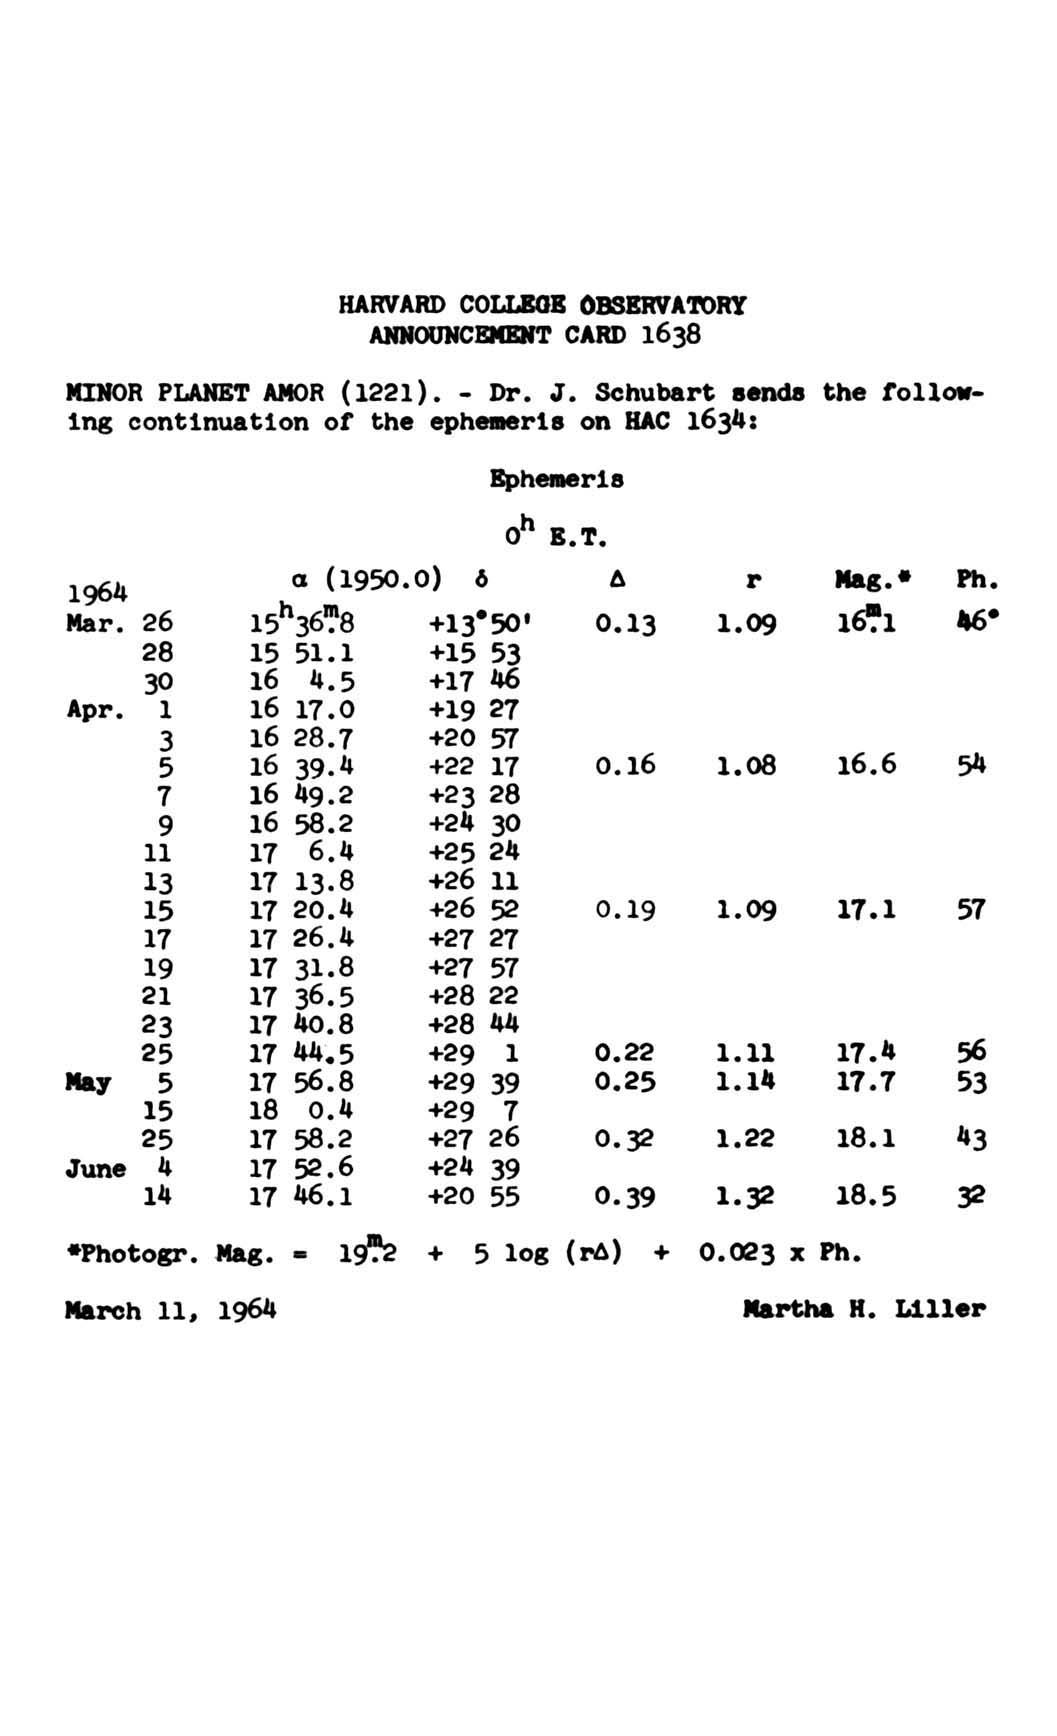 HARVARD COLLEGE OBSERVATORY
ANNOUNCEMENT CARD 1638
MINOR PLANET AMOR (1221). - Dr. J. Schubart sends the follow-
ing continuation of the ephemeris on HAC 1634:
Ephemeris
0ʰ E.T.
1964 α (1950.0) δ Δ r Mag.* Ph.
Mar. 26 15ʰ36ᵐ.8 +13°50' 0.13 1.09 16ᵐ.1 46°
28 15 51.1 +15 53
30 16 4.5 +17 46
Apr. 1 16 17.0 +19 27
3 16 28.7 +20 57
5 16 39.4 +22 17 0.16 1.08 16.6 54
7 16 49.2 +23 28
9 16 58.2 +24 30
11 17 6.4 +25 24
13 17 13.8 +26 11
15 17 20.4 +26 52 0.19 1.09 17.1 57
17 17 26.4 +27 27
19 17 31.8 +27 57
21 17 36.5 +28 22
23 17 40.8 +28 44
25 17 44.5 +29 1 0.22 1.11 17.4 56
May 5 17 56.8 +29 39 0.25 1.14 17.7 53
15 18 0.4 +29 7
25 17 58.2 +27 26 0.32 1.22 18.1 43
June 4 17 52.6 +24 39
14 17 46.1 +20 55 0.39 1.32 18.5 32
*Photogr. Mag. = 19ᵐ.2 + 5 log (rΔ) + 0.023 x Ph.
March 11, 1964 Martha H. Liller